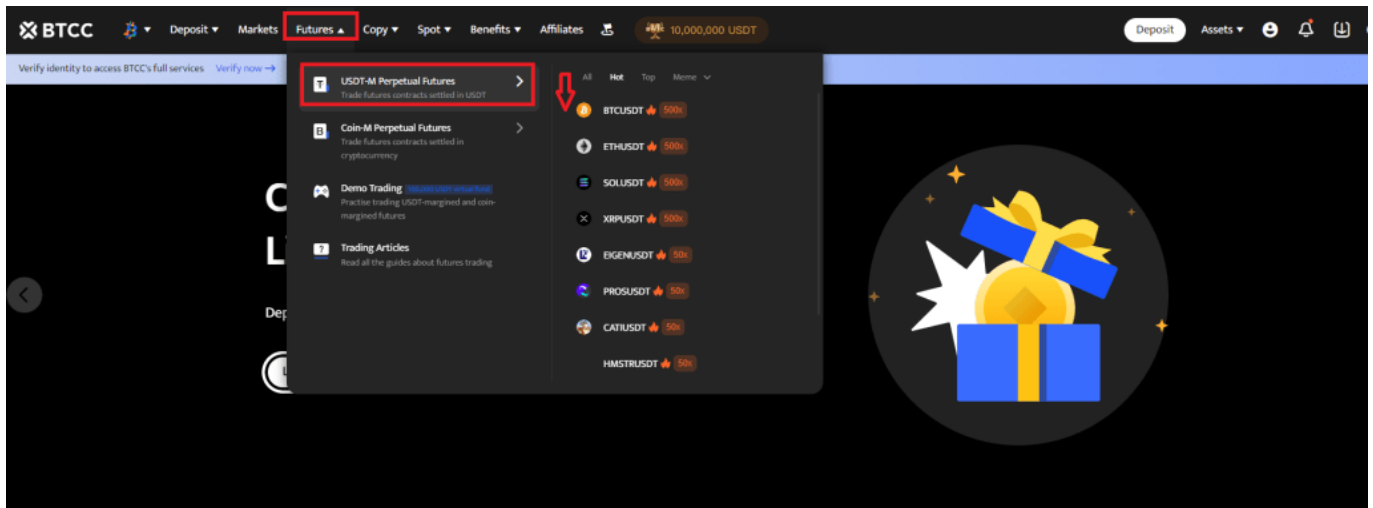 BTCC
Deposit
Markets
Futures
Copy
Spot
Benefits
Affiliates
10,000,000 USDT
Deposit
Assets
Verify identity to access BTCC's full services Verify now →
USDT-M Perpetual Futures
Trade futures contracts settled in USDT
Coin-M Perpetual Futures
Trade futures contracts settled in
cryptocurrency
Demo Trading
Practise trading USDT-margined and coin-
margined futures
Trading Articles
Read all the guides about futures trading
All Hot Top Meme
BTCUSDT 500x
ETHUSDT 500x
SOLUSDT 500x
XRPUSDT 500x
EIGENUSDT 50x
PROSUSDT 50x
CATIUSDT 50x
HMSTRUSDT 50x
C
L
Dep